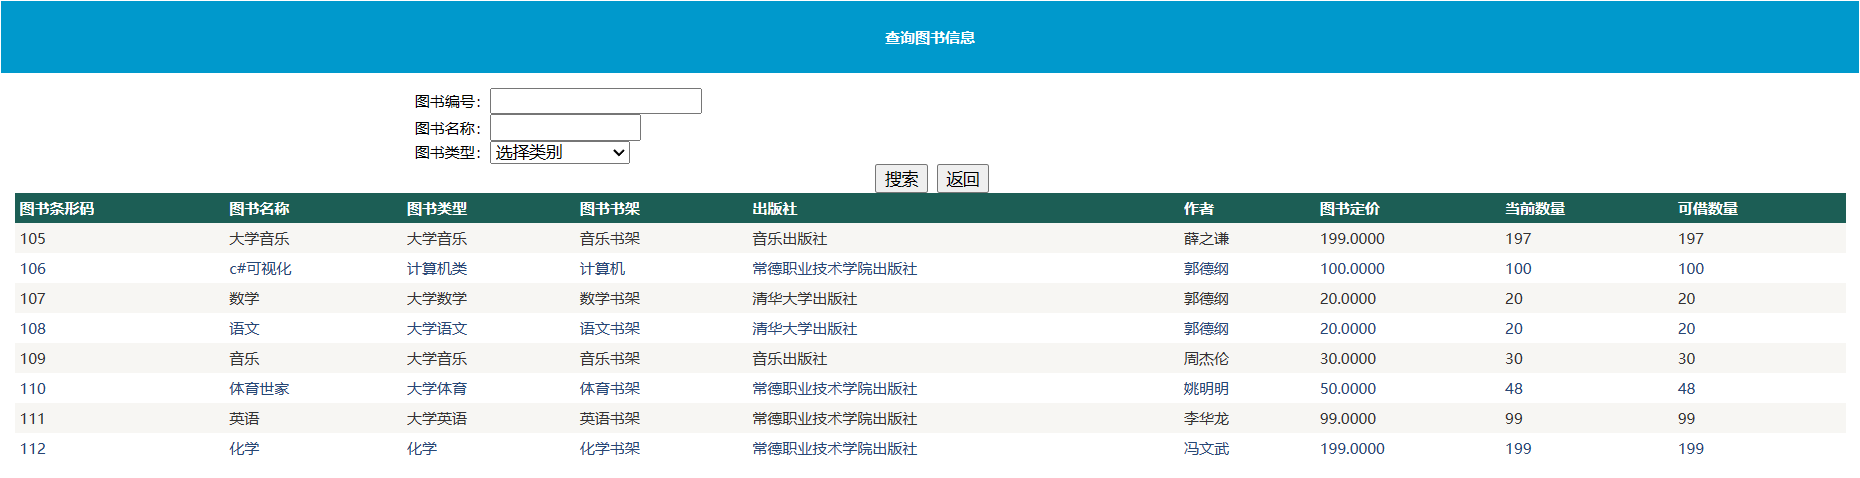 查询图书信息
图书编号：
图书名称：
图书类型： 选择类别
搜索 返回
图书条形码 图书名称 图书类型 图书书架 出版社 作者 图书定价 当前数量 可借数量
105 大学音乐 大学音乐 音乐书架 音乐出版社 薛之谦 199.0000 197 197
106 c#可视化 计算机类 计算机 常德职业技术学院出版社 郭德纲 100.0000 100 100
107 数学 大学数学 数学书架 清华大学出版社 郭德纲 20.0000 20 20
108 语文 大学语文 语文书架 清华大学出版社 郭德纲 20.0000 20 20
109 音乐 大学音乐 音乐书架 音乐出版社 周杰伦 30.0000 30 30
110 体育世家 大学体育 体育书架 常德职业技术学院出版社 姚明明 50.0000 48 48
111 英语 大学英语 英语书架 常德职业技术学院出版社 李华龙 99.0000 99 99
112 化学 化学 化学书架 常德职业技术学院出版社 冯文武 199.0000 199 199